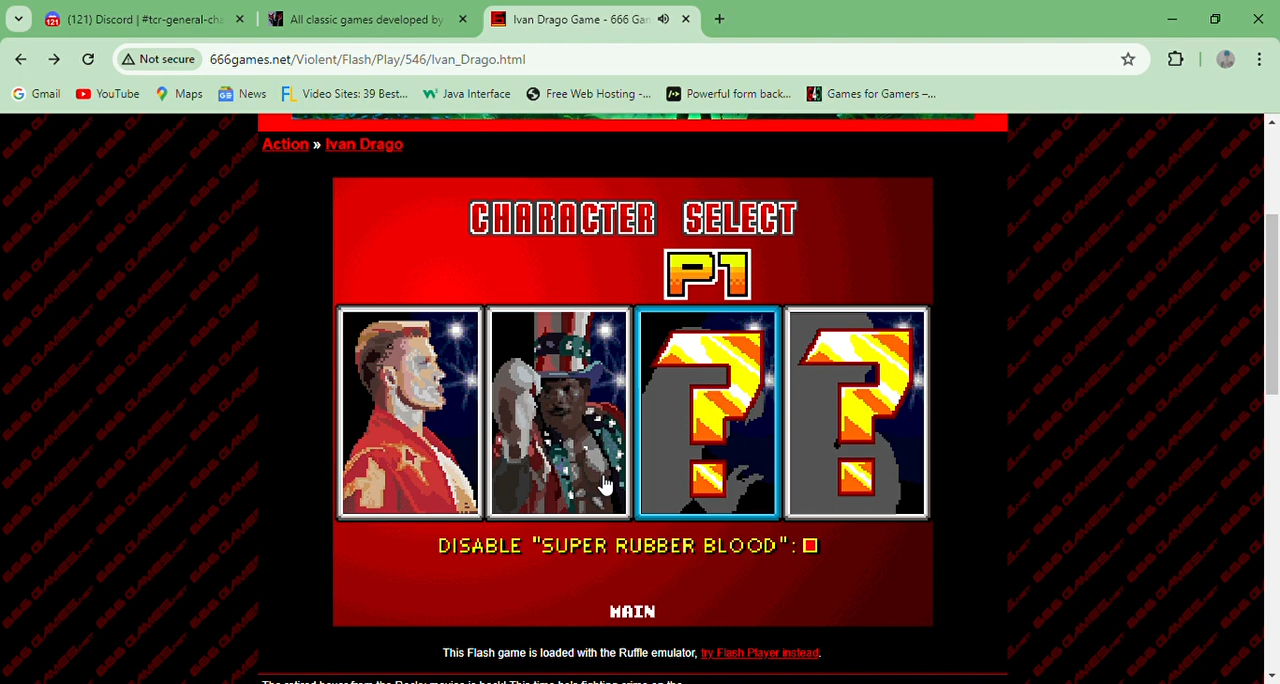 (121) Discord | #tcr-general-cha
All classic games developed by
Ivan Drago Game - 666 Gam
Not secure
666games.net/Violent/Flash/Play/546/Ivan_Drago.html
Gmail
YouTube
Maps
News
Video Sites: 39 Best...
Java Interface
Free Web Hosting -...
Powerful form back...
Games for Gamers –...
Action » Ivan Drago
CHARACTER SELECT
P1
? ?
DISABLE "SUPER RUBBER BLOOD":
MAIN
This Flash game is loaded with the Ruffle emulator, try Flash Player instead.